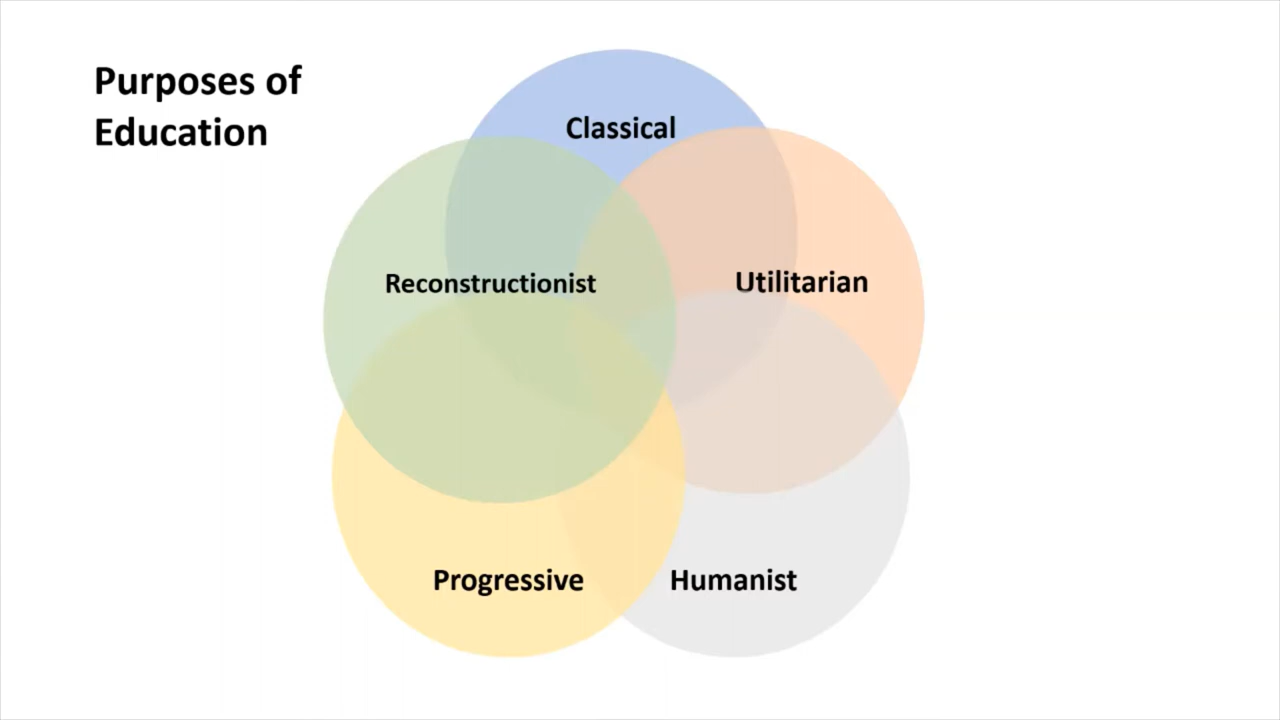 Purposes of
Education
Classical
Reconstructionist
Utilitarian
Progressive
Humanist